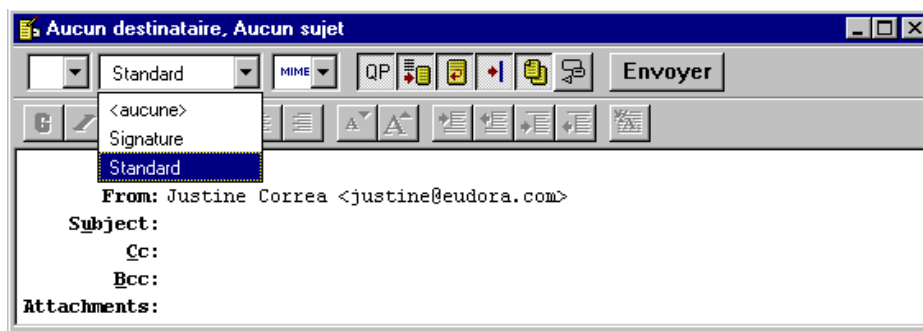 Aucun destinataire, Aucun sujet
Standard MIME QP Envoyer
<aucune>
G I A A
Signature
Standard
From: Justine Correa <justine@eudora.com>
Subject:
Cc:
Bcc:
Attachments: